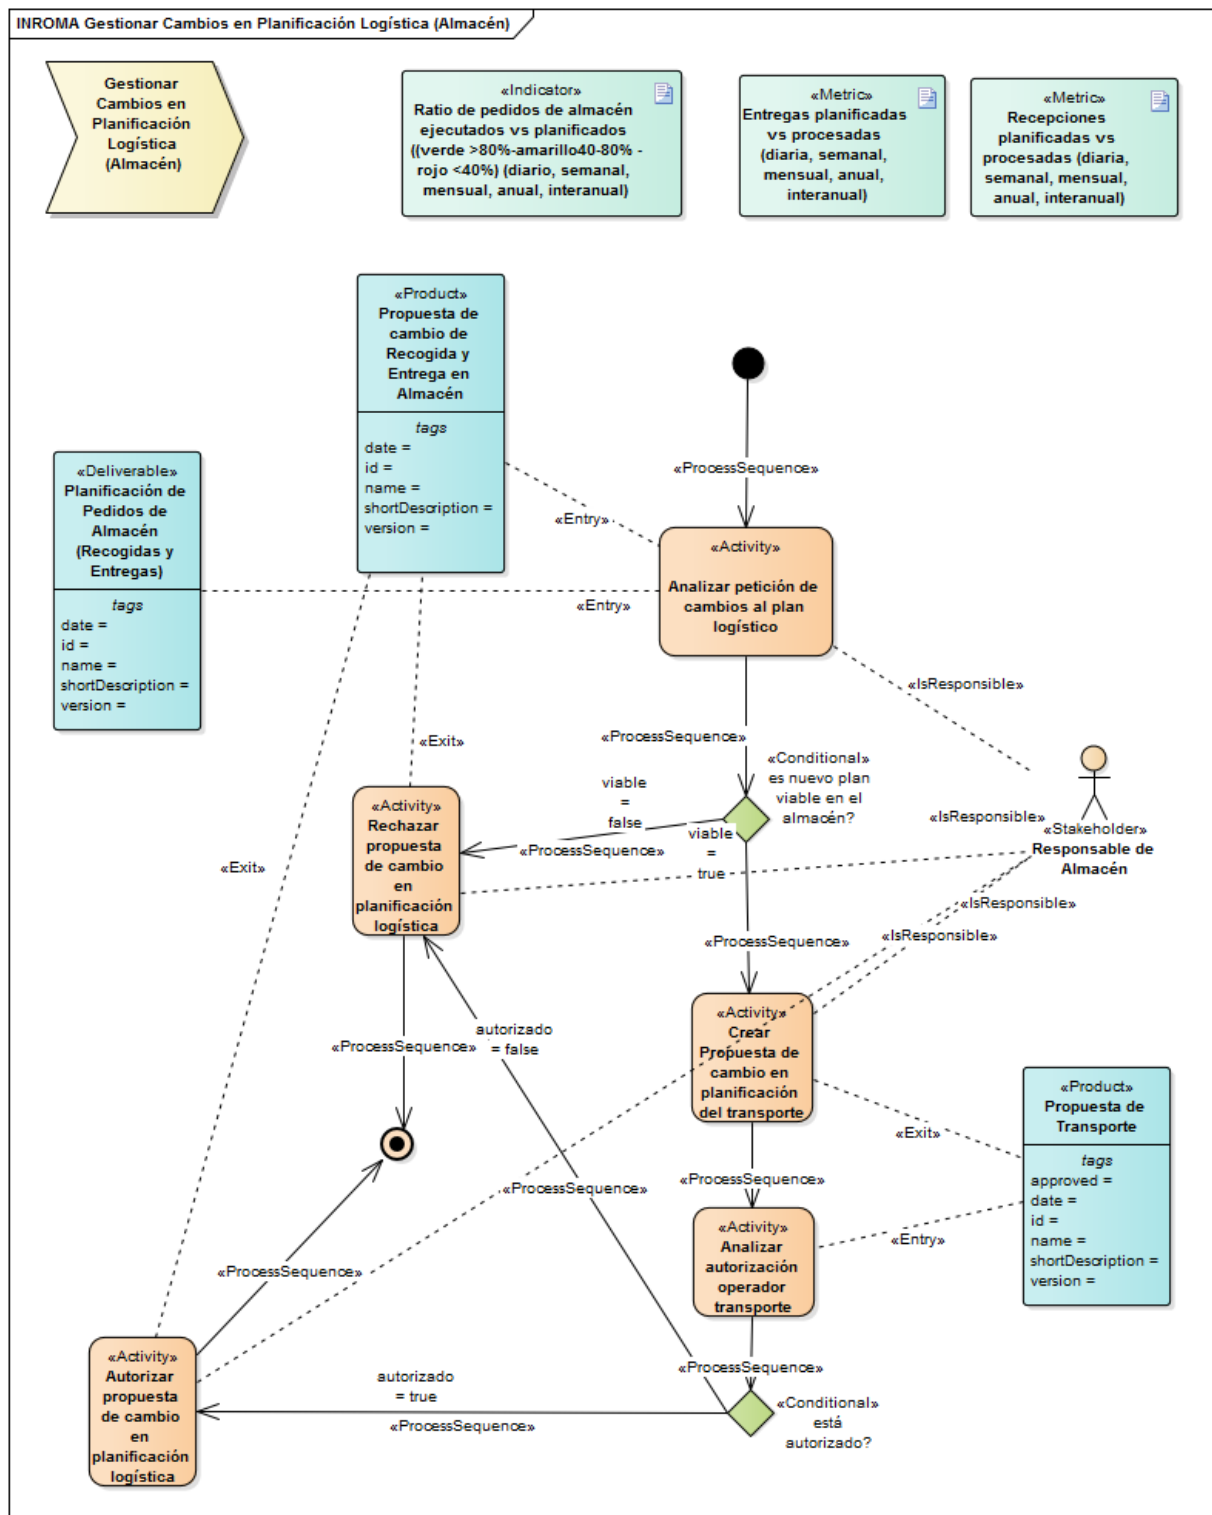 INROMA Gestionar Cambios en Planificación Logística (Almacén)
Gestionar
Cambios en
Planificación
Logística
(Almacén)
«Indicator»
Ratio de pedidos de almacén
ejecutados vs planificados
((verde >80%-amarillo40-80% -
rojo <40%) (diario, semanal,
mensual, anual, interanual)
«Metric»
Entregas planificadas
vs procesadas
(diaria, semanal,
mensual, anual,
interanual)
«Metric»
Recepciones
planificadas vs
procesadas (diaria,
semanal, mensual,
anual, interanual)
«Product»
Propuesta de
cambio de
Recogida y
Entrega en
Almacén
tags
date =
id =
name =
shortDescription =
version =
«Deliverable»
Planificación de
Pedidos de
Almacén
(Recogidas y
Entregas)
tags
date =
id =
name =
shortDescription =
version =
«ProcessSequence»
«Entry»
«Entry»
«Activity»
Analizar petición de
cambios al plan
logístico
«IsResponsible»
«ProcessSequence»
«Conditional»
es nuevo plan
viable en el
almacén?
«Exit»
viable
=
false
«ProcessSequence»
viable
=
true
«Activity»
Rechazar
propuesta
de cambio
en
planificación
logística
«Exit»
«IsResponsible»
«Stakeholder»
Responsable de
Almacén
«IsResponsible»
«IsResponsible»
«ProcessSequence»
«Activity»
Crear
Propuesta de
cambio en
planificación
del transporte
autorizado
= false
«ProcessSequence»
«Exit»
«Product»
Propuesta de
Transporte
tags
approved =
date =
id =
name =
shortDescription =
version =
«ProcessSequence»
«ProcessSequence»
«Activity»
Analizar
autorización
operador
transporte
«Entry»
«ProcessSequence»
«ProcessSequence»
«Conditional»
está
autorizado?
autorizado
= true
«ProcessSequence»
«Activity»
Autorizar
propuesta
de cambio
en
planificación
logística